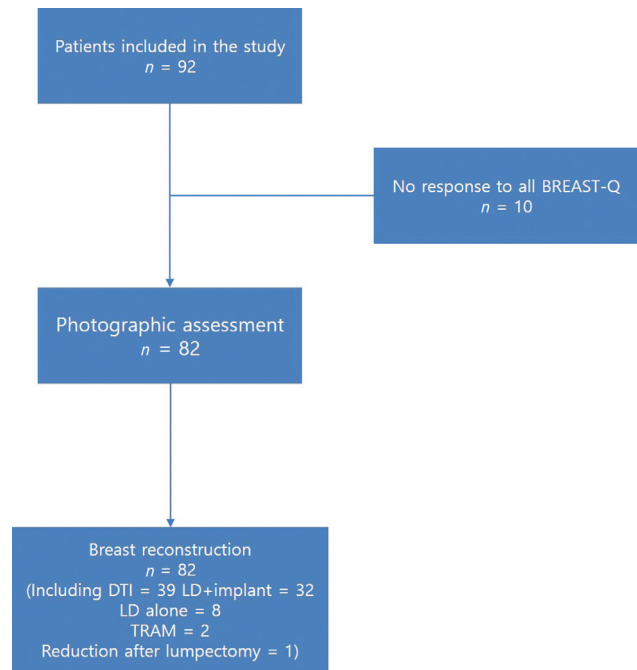 Patients included in the study
n = 92
No response to all BREAST-Q
n = 10
Photographic assessment
n = 82
Breast reconstruction
n = 82
(Including DTI = 39 LD+implant = 32
LD alone = 8
TRAM = 2
Reduction after lumpectomy = 1)